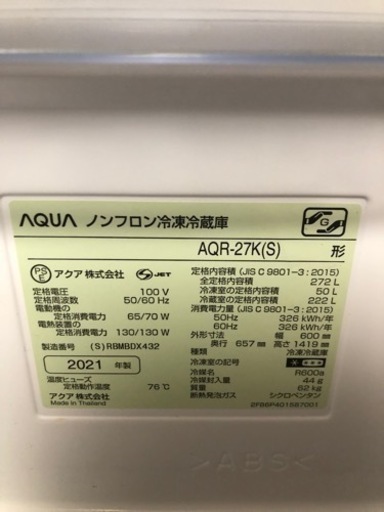 AQUA ノンフロン冷凍冷蔵庫
AQR-27K(S) 形
PS E アクア株式会社 JET
定格電圧 100 V
定格周波数 50/60 Hz
電動機の
定格消費電力 65/70 W
電熱装置の
定格消費電力 130/130 W
製造番号 (S)RBMBDX432
2021 年製
温度ヒューズ
定格動作温度 76℃
アクア株式会社
Made in Thailand
G
定格内容積 (JIS C 9801-3:2015)
全定格内容積 272 L
冷凍室の定格内容積 50 L
冷蔵室の定格内容積 222 L
消費電力量 (JIS C 9801-3:2015)
50Hz 326 kWh/年
60Hz 326 kWh/年
外形寸法 幅 600 mm
奥行 657 mm 高さ 1419 mm
種類 冷凍冷蔵庫
冷凍室の記号
冷媒名 R600a
冷媒封入量 44 g
質量 62 kg
断熱発泡ガス シクロペンタン
>ABS<